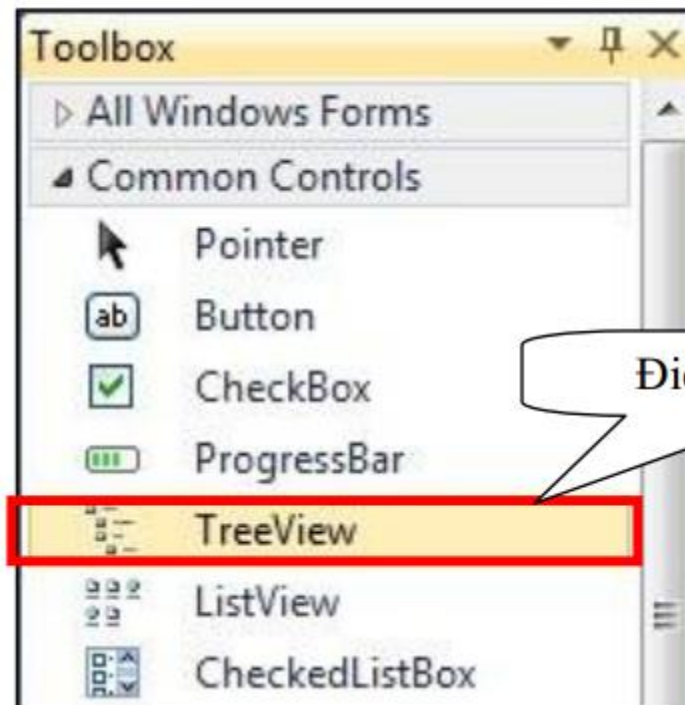 Toolbox
All Windows Forms
Common Controls
Pointer
Button
CheckBox
ProgressBar
TreeView
ListView
CheckedListBox